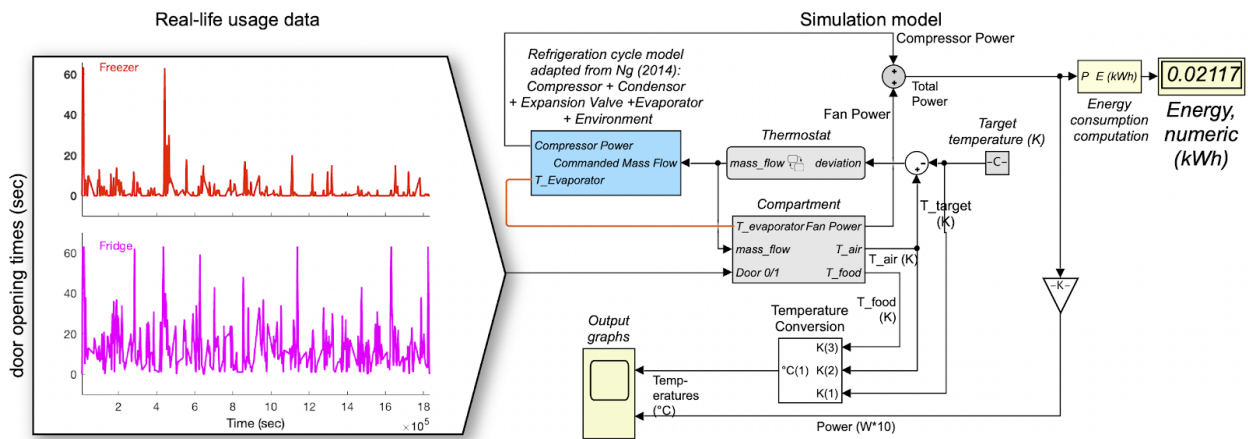 Real-life usage data
door opening times (sec)
Freezer
60
40
20
0
Fridge
60
40
20
0
2 4 6 8 10 12 14 16 18
Time (sec)
×10⁵
Simulation model
Compressor Power
Refrigeration cycle model
adapted from Ng (2014):
Compressor + Condensor
+ Expansion Valve +Evaporator
+ Environment
Compressor Power
Commanded Mass Flow
T_Evaporator
+
+
Total
Power
Fan Power
P E (kWh)
Energy
consumption
computation
0.02117
Energy,
numeric
(kWh)
Thermostat
mass_flow deviation
-
+
Target
temperature (K)
-C-
T_target
(K)
Compartment
T_evaporator Fan Power
mass_flow T_air
Door 0/1 T_food
T_air (K)
T_food
(K)
-K-
Temperature
Conversion
K(3)
°C(1) K(2)
K(1)
Output
graphs
Temp-
eratures
(°C)
Power (W*10)